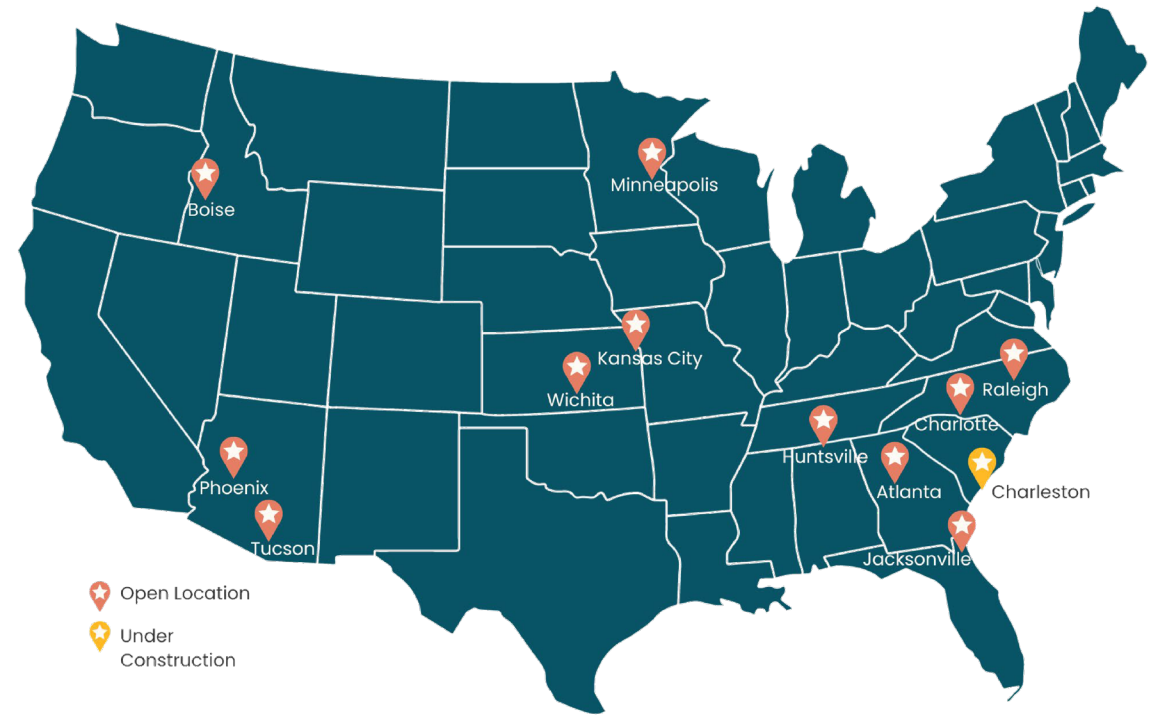 Minneapolis
Boise
Kansas City
Wichita
Raleigh
Charlotte
Huntsville
Phoenix
Atlanta
Charleston
Tucson
Jacksonville
Open Location
Under
Construction